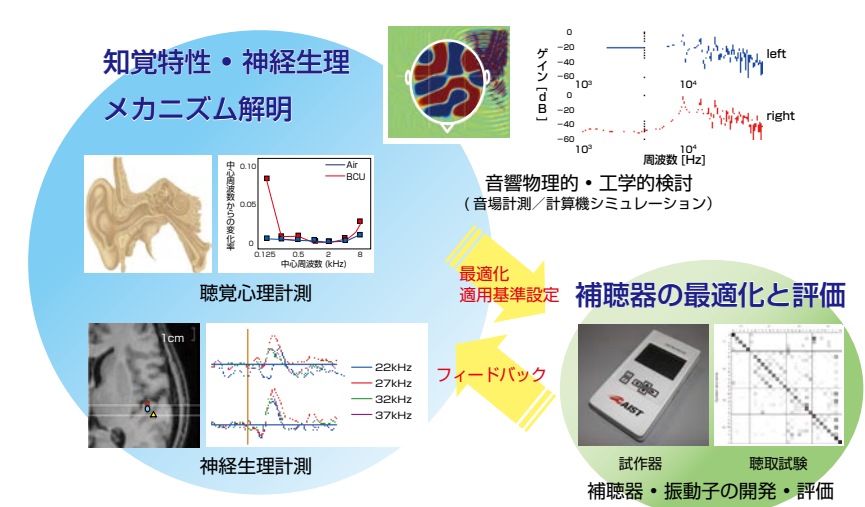 知覚特性・神経生理
メカニズム解明
ゲイン[dB]
0
-20
-40
-60
10³
10⁴
left
0
-20
-40
-60
10³
10⁴
right
周波数 [Hz]
音響物理的・工学的検討
(音場計測/計算機シミュレーション)
中心周波数からの変化率
0.10
0.05
0
Air
BCU
0.125
0.5
2
8
中心周波数 (kHz)
聴覚心理計測
最適化
適用基準設定
補聴器の最適化と評価
1cm
22kHz
27kHz
32kHz
37kHz
神経生理計測
フィードバック
AIST
試作器
聴取試験
補聴器・振動子の開発・評価